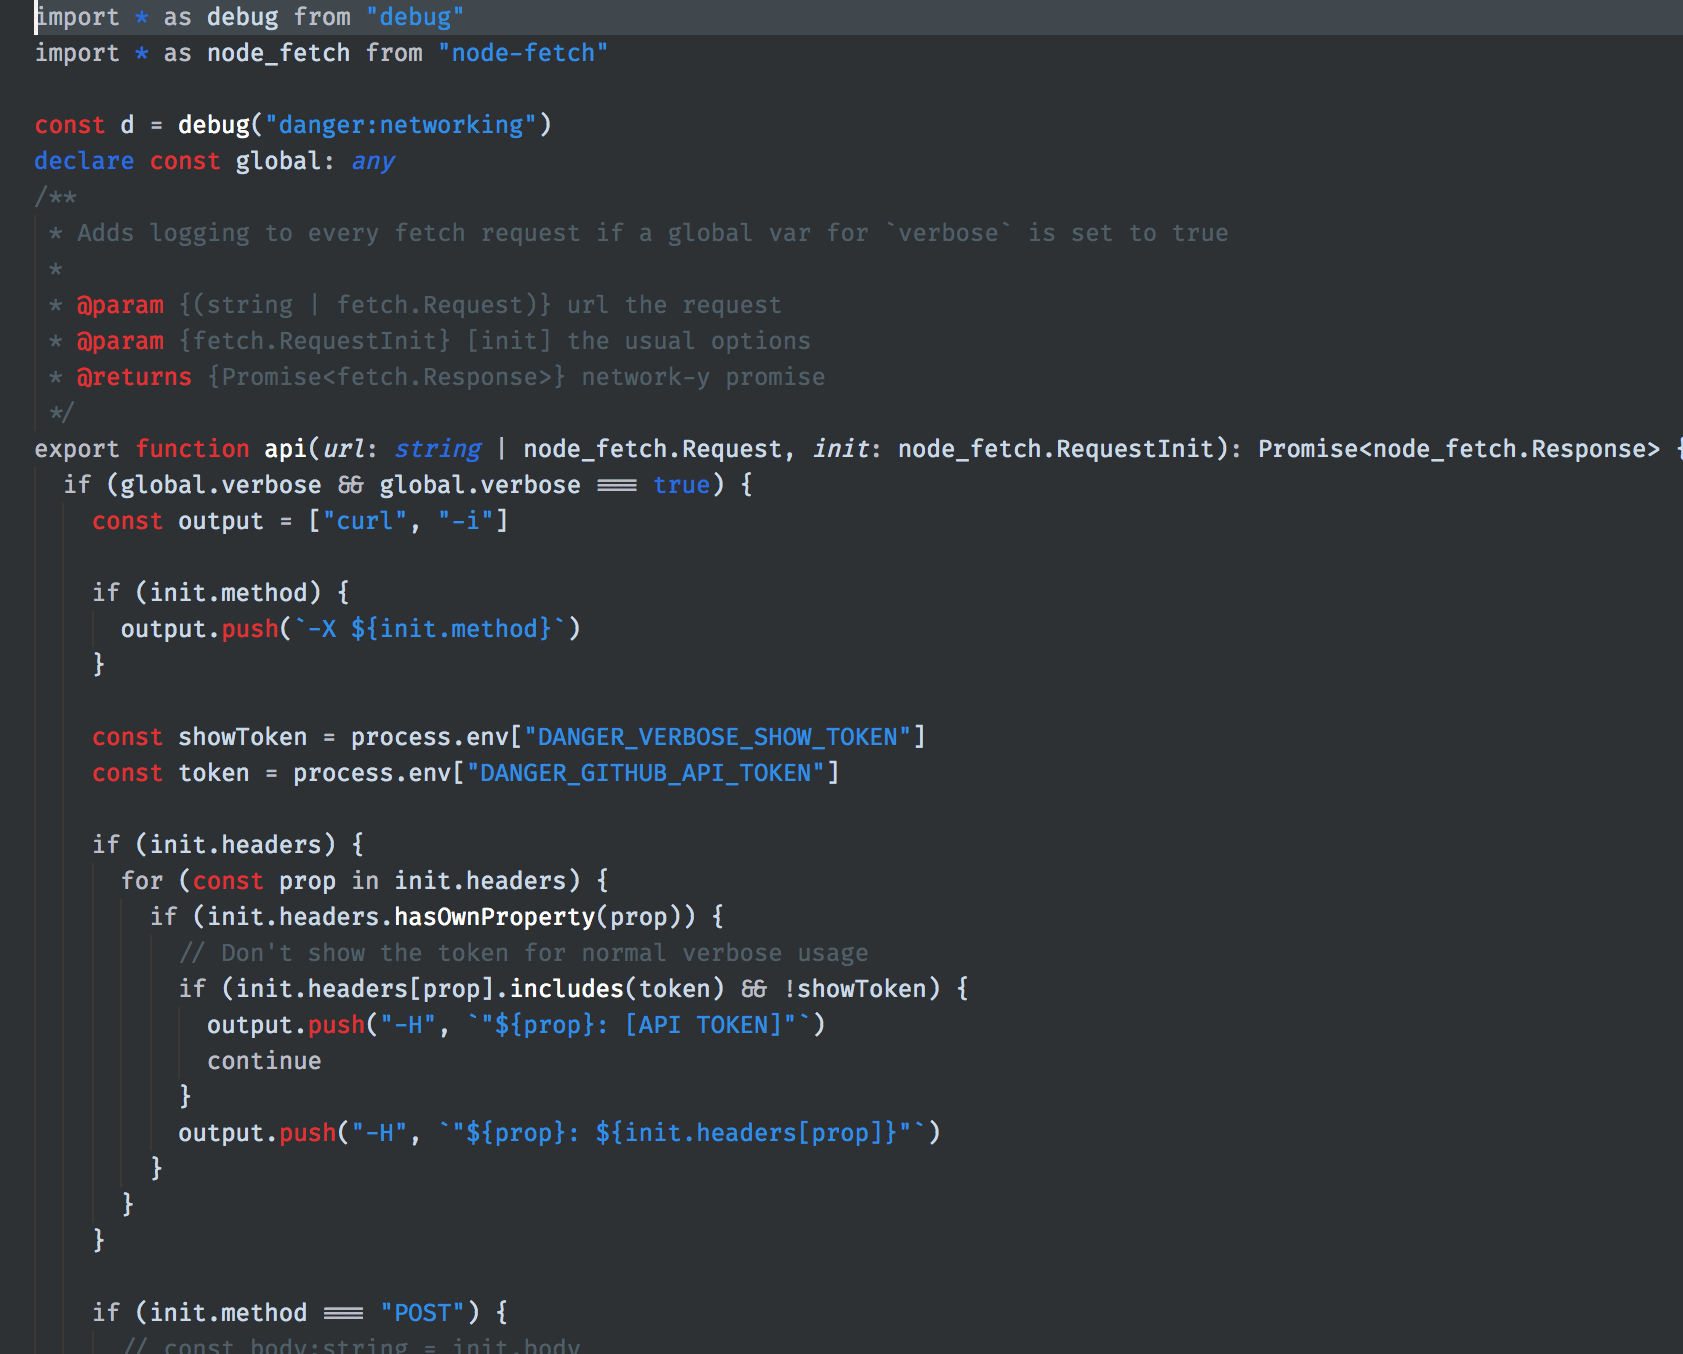 import * as debug from "debug"
import * as node_fetch from "node-fetch"

const d = debug("danger:networking")
declare const global: any
/**
 * Adds logging to every fetch request if a global var for `verbose` is set to true
 *
 * @param {(string | fetch.Request)} url the request
 * @param {fetch.RequestInit} [init] the usual options
 * @returns {Promise<fetch.Response>} network-y promise
 */
export function api(url: string | node_fetch.Request, init: node_fetch.RequestInit): Promise<node_fetch.Response> {
  if (global.verbose && global.verbose === true) {
    const output = ["curl", "-i"]

    if (init.method) {
      output.push(`-X ${init.method}`)
    }

    const showToken = process.env["DANGER_VERBOSE_SHOW_TOKEN"]
    const token = process.env["DANGER_GITHUB_API_TOKEN"]

    if (init.headers) {
      for (const prop in init.headers) {
        if (init.headers.hasOwnProperty(prop)) {
          // Don't show the token for normal verbose usage
          if (init.headers[prop].includes(token) && !showToken) {
            output.push("-H", `"${prop}: [API TOKEN]"`)
            continue
          }
          output.push("-H", `"${prop}: ${init.headers[prop]}"`)
        }
      }
    }

    if (init.method === "POST") {
      // const body:string = init.body